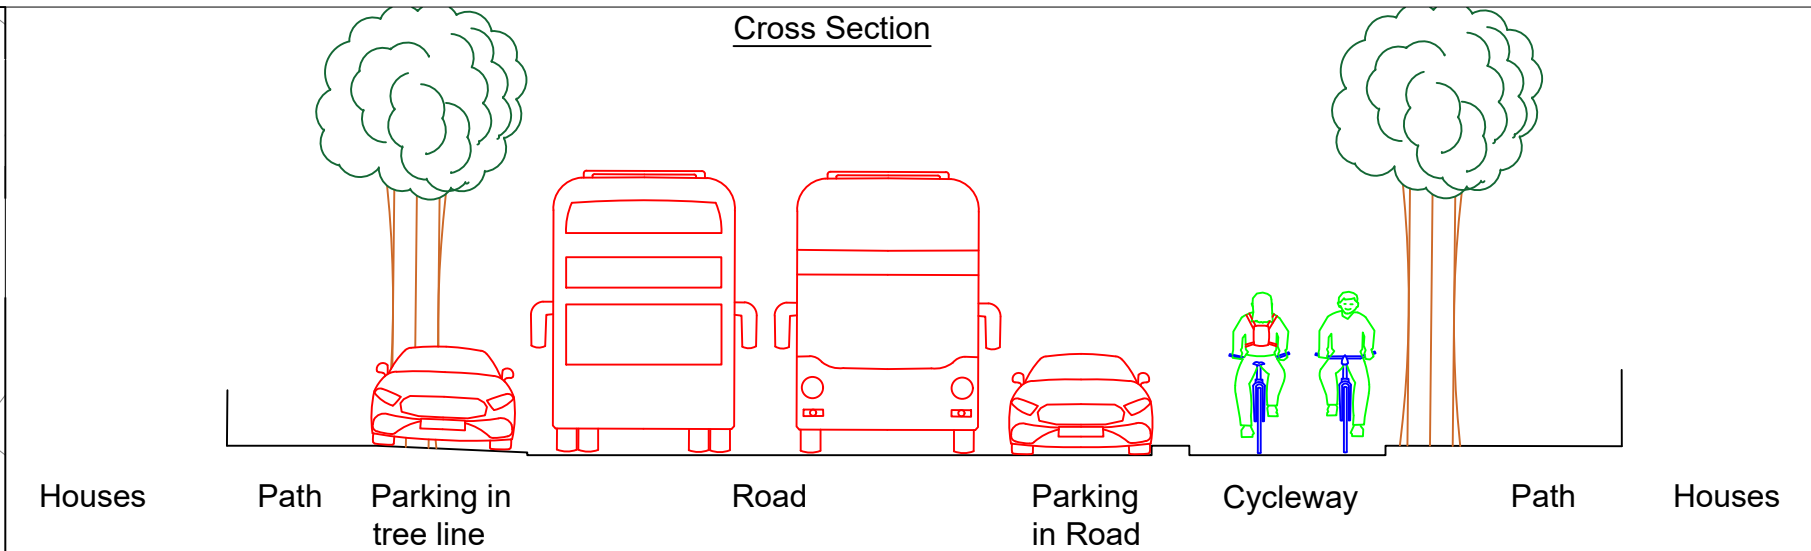 Cross Section
Houses
Path
Parking in
tree line
Road
Parking
in Road
Cycleway
Path
Houses